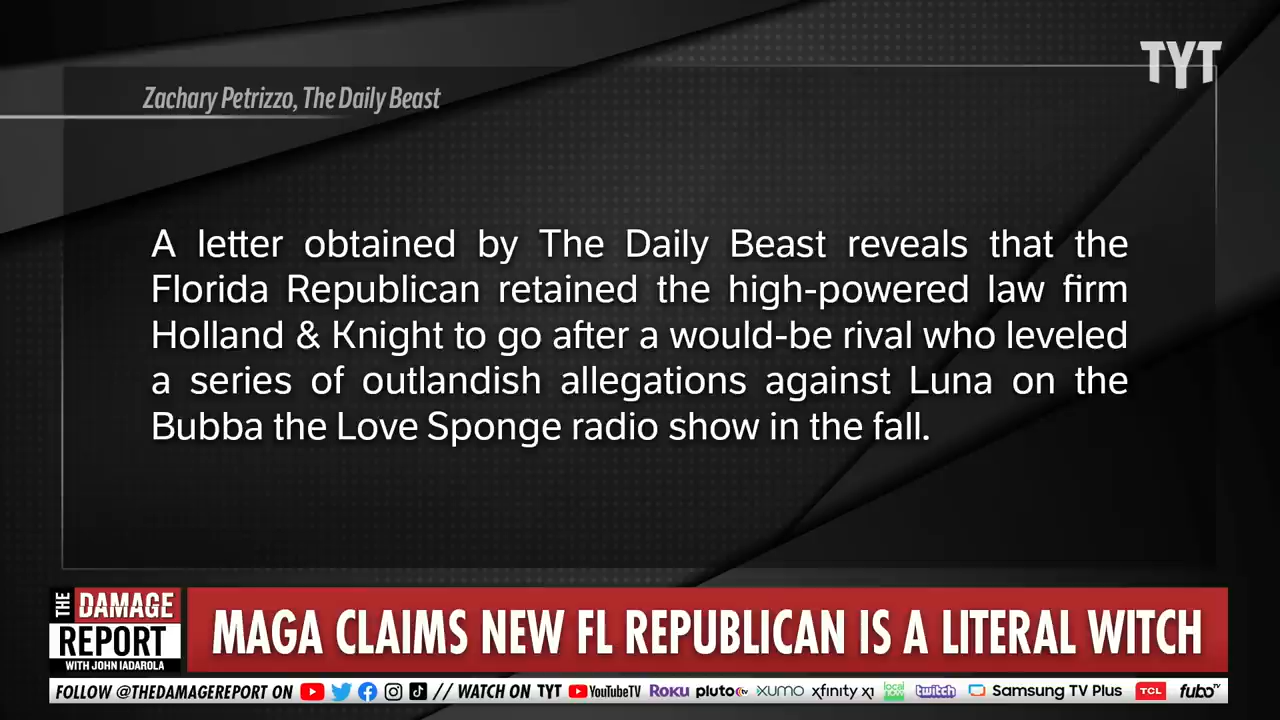 TYT
Zachary Petrizzo, The Daily Beast
A letter obtained by The Daily Beast reveals that the
Florida Republican retained the high-powered law firm
Holland & Knight to go after a would-be rival who leveled
a series of outlandish allegations against Luna on the
Bubba the Love Sponge radio show in the fall.
THE DAMAGE
REPORT
WITH JOHN IADAROLA
MAGA CLAIMS NEW FL REPUBLICAN IS A LITERAL WITCH
FOLLOW @THEDAMAGEREPORT ON // WATCH ON TYT YouTubeTV ROKU pluto tv XUMO xfinity x1 local now twitch Samsung TV Plus TCL fubo TV